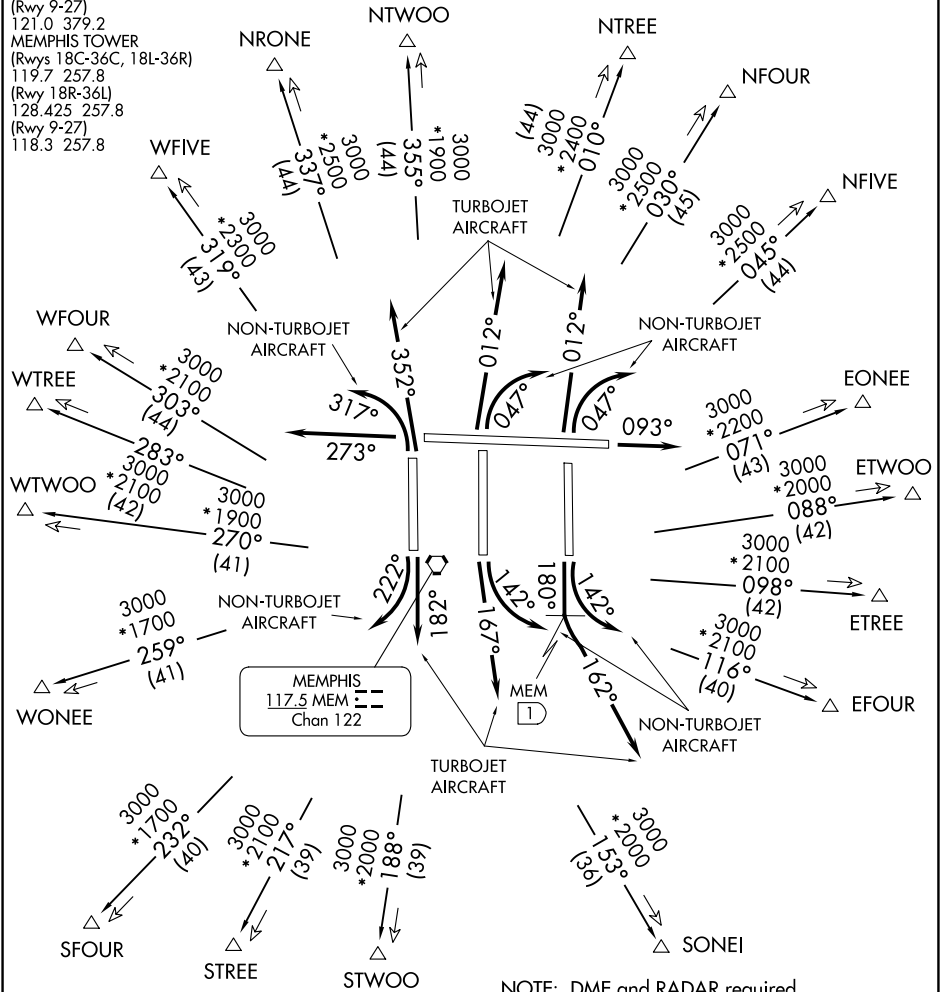 (Rwy 9-27)
121.0 379.2
MEMPHIS TOWER
(Rwys 18C-36C, 18L-36R)
119.7 257.8
(Rwy 18R-36L)
128.425 257.8
(Rwy 9-27)
118.3 257.8
NTWOO
NRONE
NTREE
NFOUR
WFIVE
NFIVE
3000
*2500
337°
(44)
3000
*1900
355°
(44)
(44)
3000
*2400
010°
3000
*2500
030°
(45)
3000
*2500
045°
(44)
3000
*2300
319°
(43)
TURBOJET
AIRCRAFT
NON-TURBOJET
AIRCRAFT
NON-TURBOJET
AIRCRAFT
WFOUR
WTREE
WTWOO
3000
*2100
303°
(44)
283°
3000
*2100
(42)
3000
*1900
270°
(41)
317°
273°
352°
012°
047°
012°
047°
093°
EONEE
3000
*2200
071°
(43)
ETWOO
3000
*2000
088°
(42)
3000
*2100
098°
(42)
ETREE
3000
*2100
116°
(40)
EFOUR
3000
*1700
259°
(41)
WONEE
NON-TURBOJET
AIRCRAFT
222°
182°
167°
142°
180°
142°
162°
MEMPHIS
117.5 MEM
Chan 122
MEM
1
NON-TURBOJET
AIRCRAFT
TURBOJET
AIRCRAFT
3000
*1700
232°
(40)
3000
*2100
217°
(39)
3000
*2000
188°
(39)
3000
*2000
153°
(36)
SFOUR
STREE
STWOO
SONEI
NOTE: DME and RADAR required.